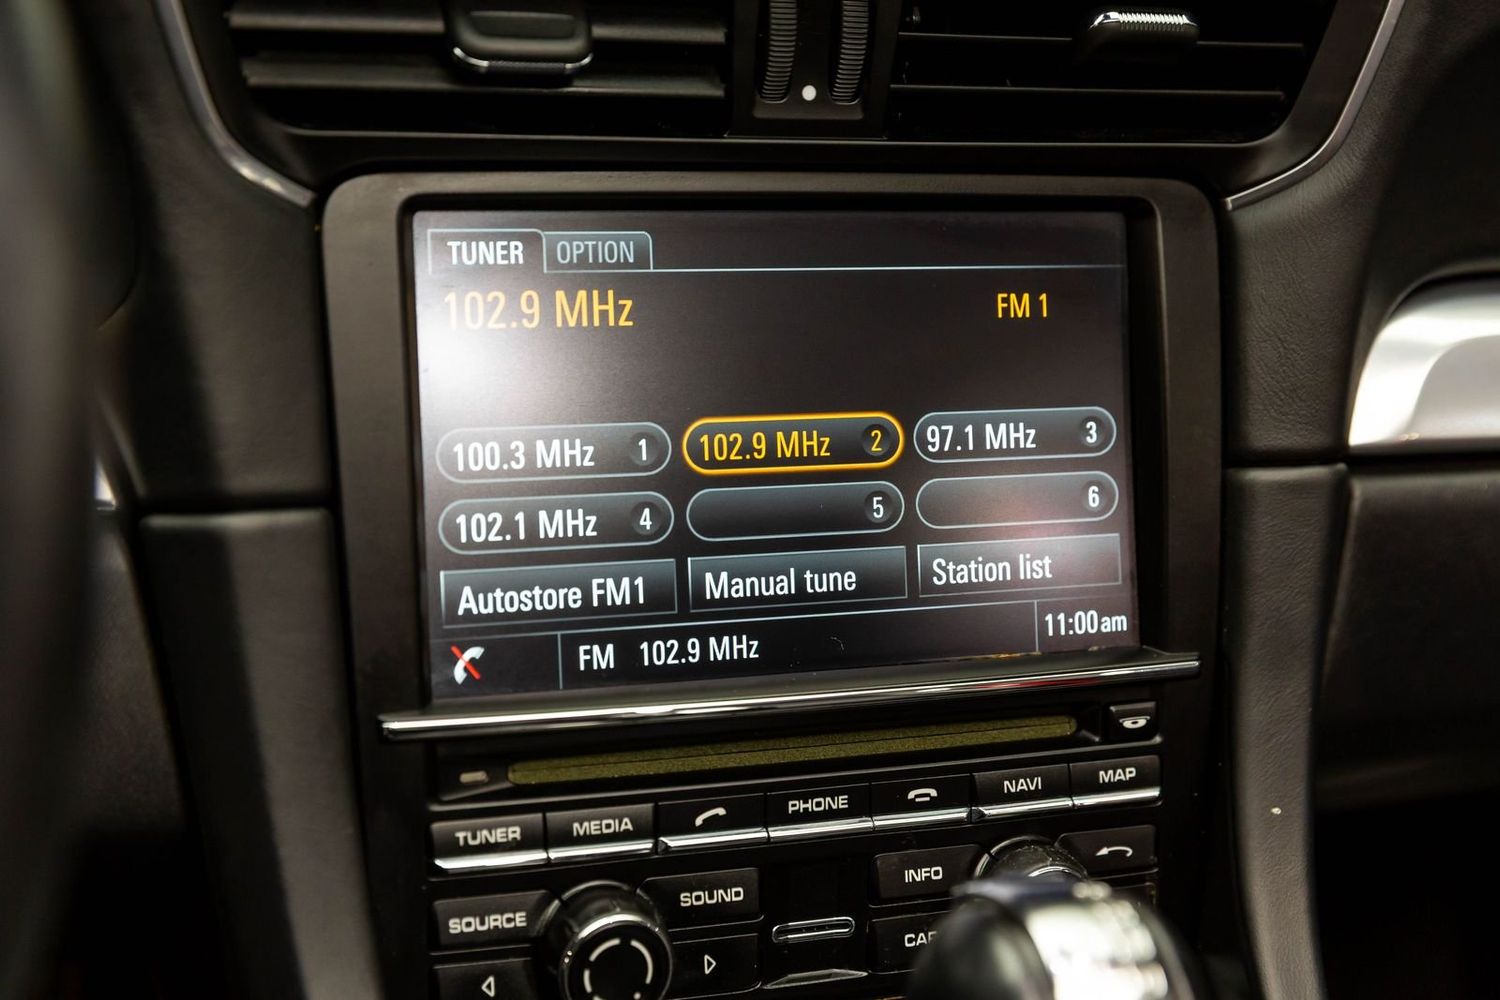 TUNER OPTION
102.9 MHz FM 1
100.3 MHz 1 102.9 MHz 2 97.1 MHz 3
102.1 MHz 4 5 6
Autostore FM1 Manual tune Station list
FM 102.9 MHz 11:00am
TUNER MEDIA PHONE NAVI MAP
SOURCE SOUND INFO